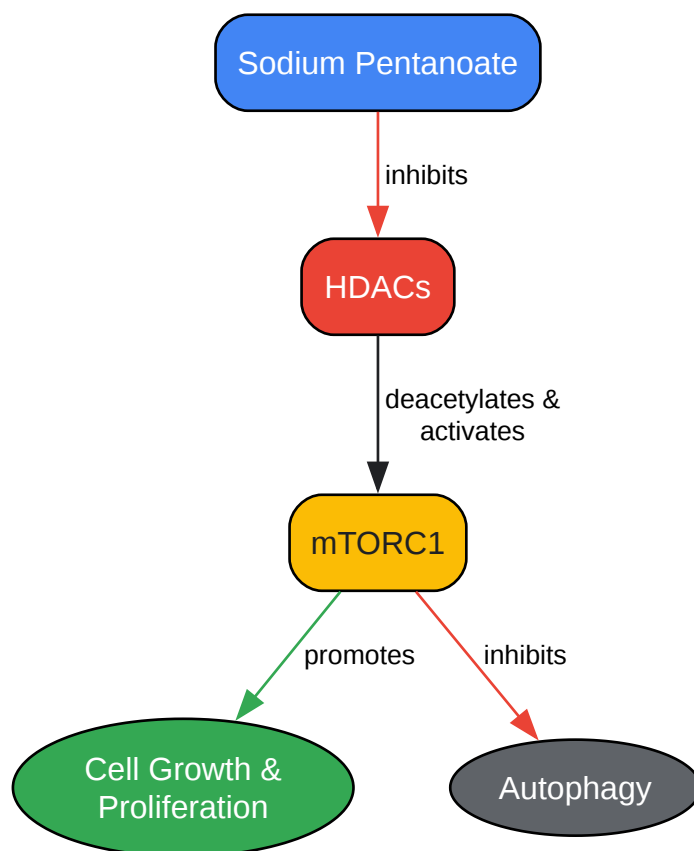 Sodium Pentanoate
inhibits
HDACs
deacetylates &
activates
mTORC1
promotes
inhibits
Cell Growth &
Proliferation
Autophagy